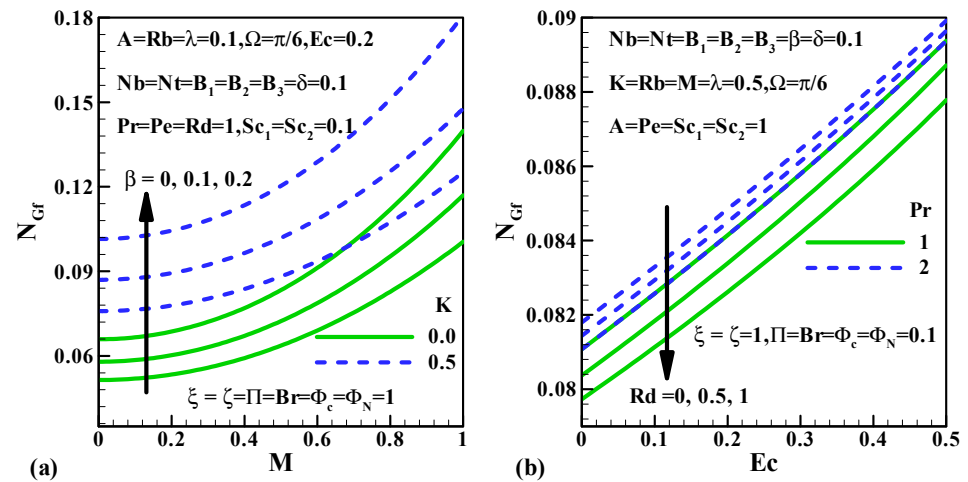 0.18
0.15
0.12
0.09
0.06
N_Gf
A=Rb=λ=0.1,Ω=π/6,Ec=0.2
Nb=Nt=B₁=B₂=B₃=δ=0.1
Pr=Pe=Rd=1,Sc₁=Sc₂=0.1
β = 0, 0.1, 0.2
K
0.0
0.5
ξ = ζ=Π=Br=Φ_c=Φ_N=1
0 0.2 0.4 0.6 0.8 1
(a) M
0.09
0.088
0.086
0.084
0.082
0.08
N_Gf
Nb=Nt=B₁=B₂=B₃=β=δ=0.1
K=Rb=M=λ=0.5,Ω=π/6
A=Pe=Sc₁=Sc₂=1
Pr
1
2
ξ = ζ=1,Π=Br=Φ_c=Φ_N=0.1
Rd =0, 0.5, 1
0 0.1 0.2 0.3 0.4 0.5
(b) Ec